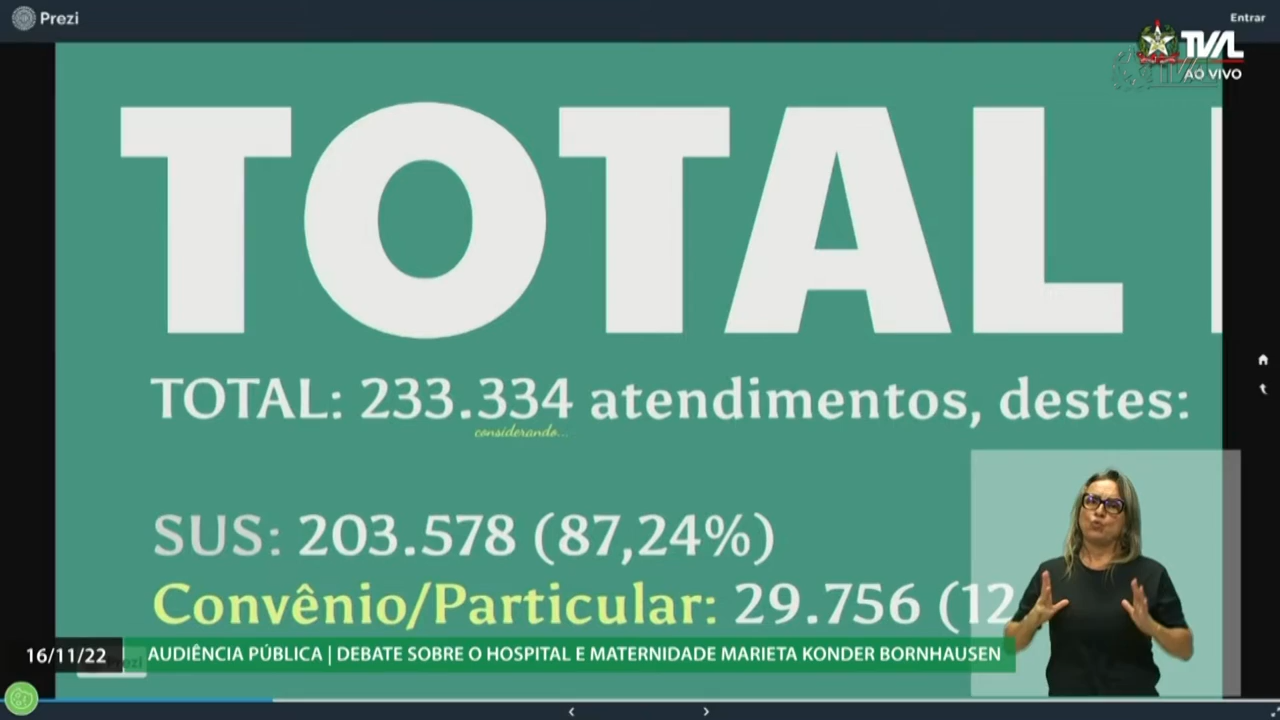 Prezi
Entrar
TVAL
AO VIVO
TOTAL
TOTAL: 233.334 atendimentos, destes:
considerando...
SUS: 203.578 (87,24%)
Convênio/Particular: 29.756 (12
16/11/22
AUDIÊNCIA PÚBLICA | DEBATE SOBRE O HOSPITAL E MATERNIDADE MARIETA KONDER BORNHAUSEN